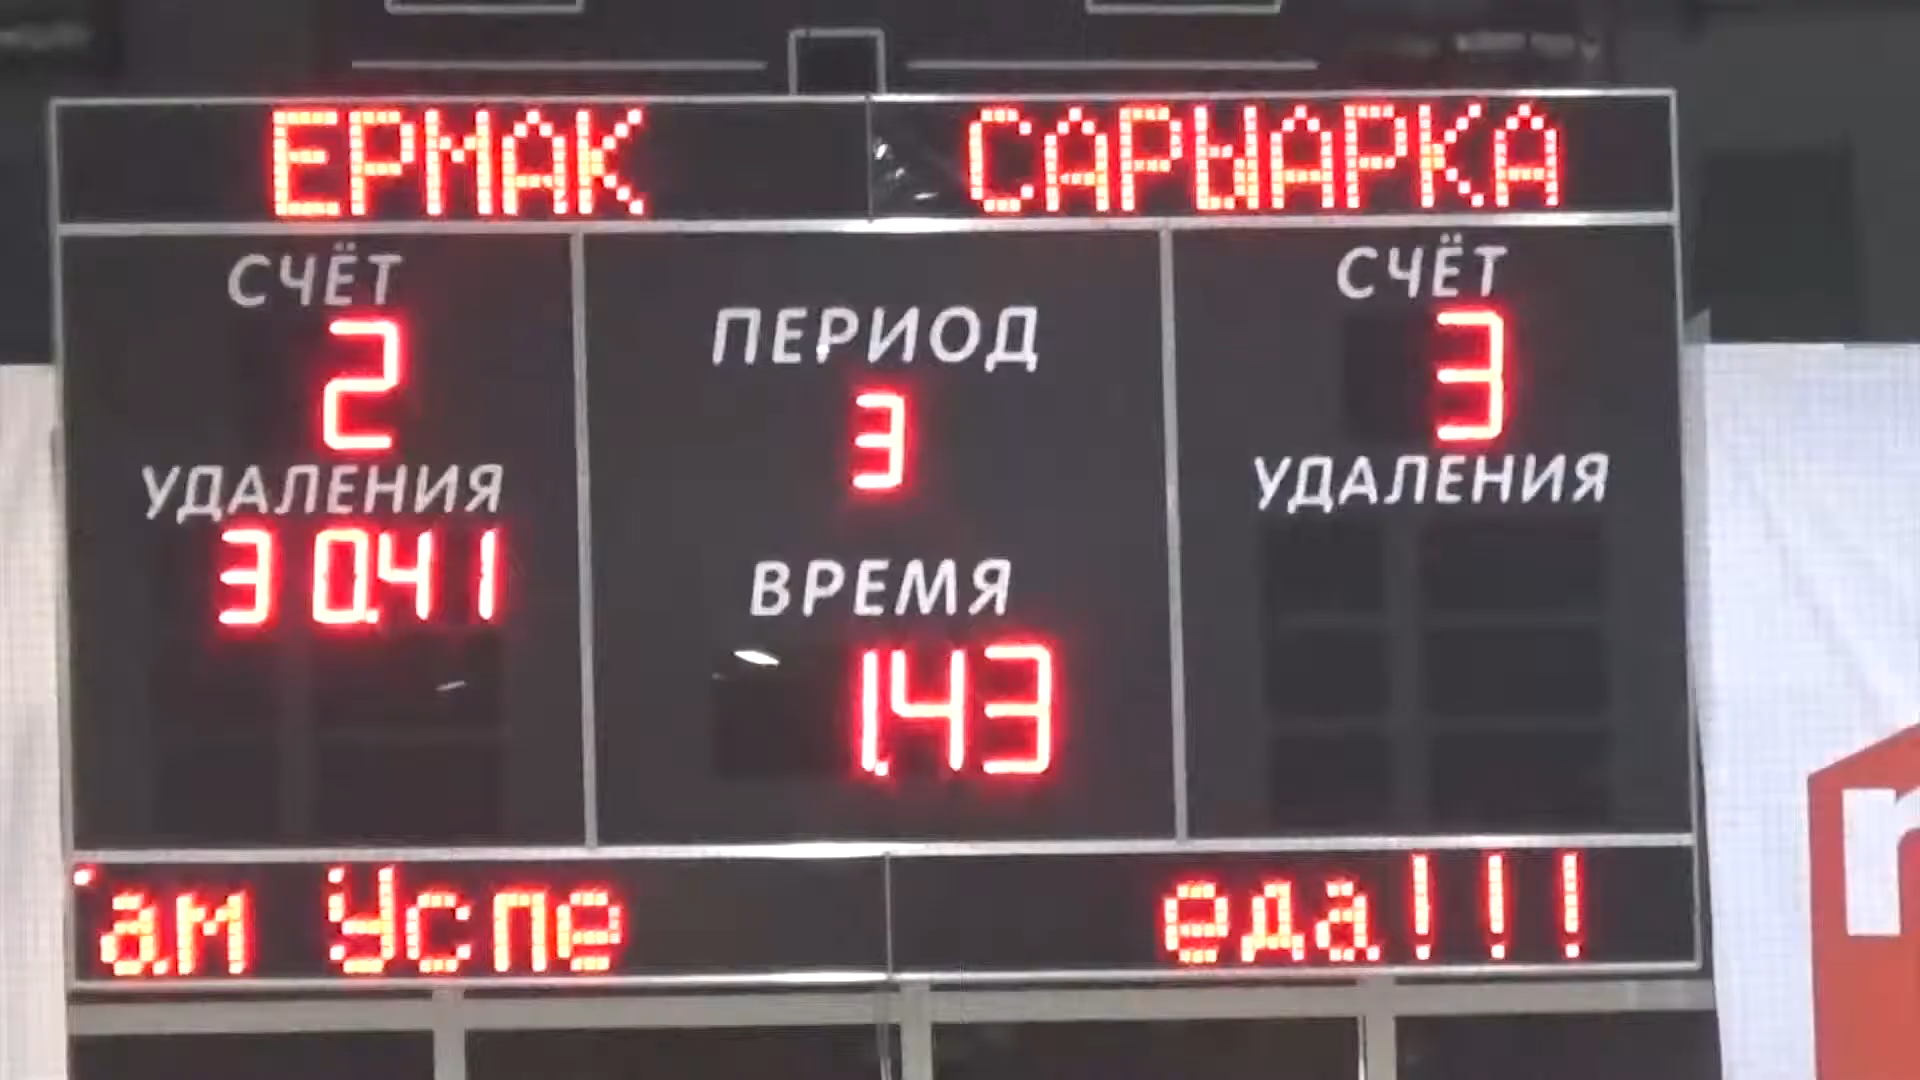 ЕРМАК САРЫАРКА
СЧЁТ ПЕРИОД СЧЁТ
2 3 3
УДАЛЕНИЯ УДАЛЕНИЯ
3 0.41 ВРЕМЯ
1.43
ам Успе еда!!!